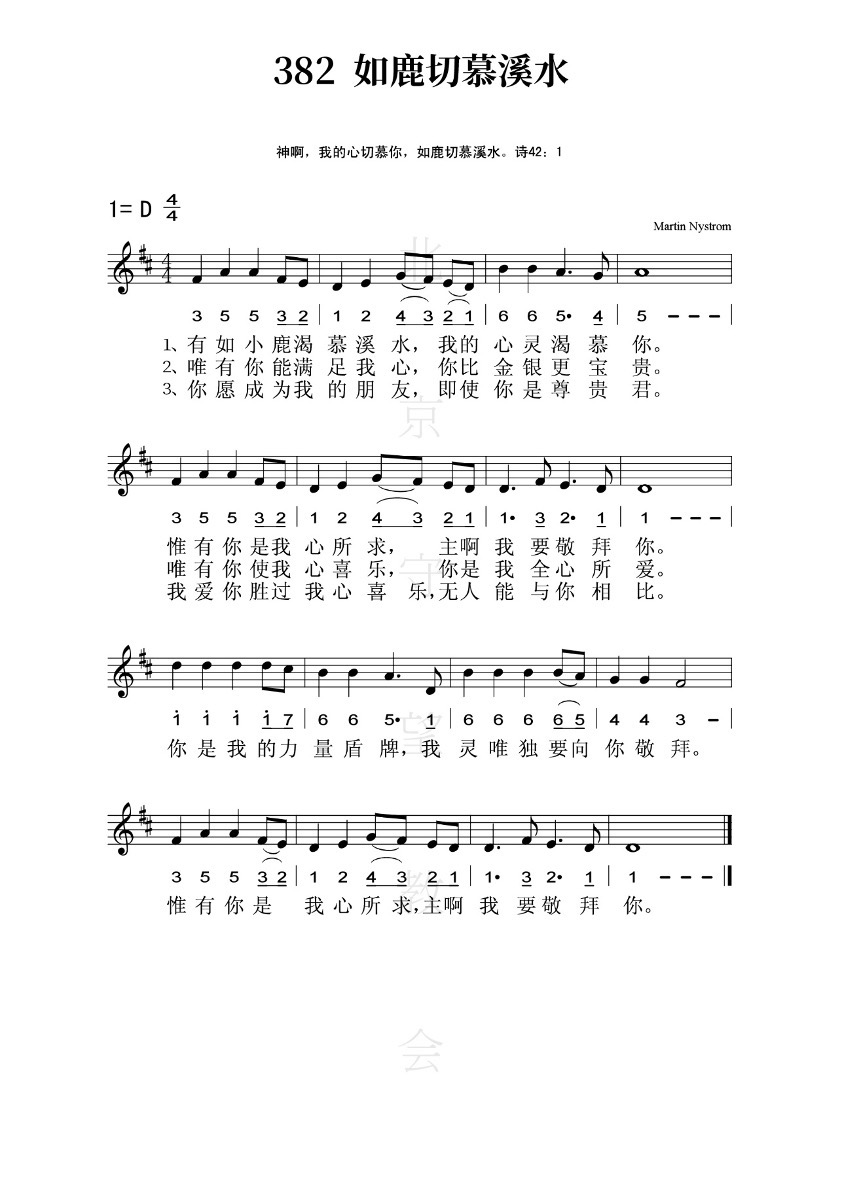 382 如鹿切慕溪水
神啊，我的心切慕你，如鹿切慕溪水。诗42：1
1= D 4/4
Martin Nystrom
3 5 5 3 2 | 1 2 4 3 2 1 | 6 6 5• 4 | 5 – – –
1、有如小鹿渴慕溪水，我的心灵渴慕你。
2、唯有你能满足我心，你比金银更宝贵。
3、你愿成为我的朋友，即使你是尊贵君。
3 5 5 3 2 | 1 2 4 3 2 1 | 1• 3 2• 1 | 1 – – –
惟有你是我心所求，主啊我要敬拜你。
唯有你使我心喜乐，你是我全心所爱。
我爱你胜过我心喜乐，无人能与你相比。
1 1 1 1 7 | 6 6 5• 1 | 6 6 6 6 5 | 4 4 3 –
你是我的力量盾牌，我灵唯独要向你敬拜。
3 5 5 3 2 | 1 2 4 3 2 1 | 1• 3 2• 1 | 1 – – –
惟有你是我心所求，主啊我要敬拜你。
北京守望教会